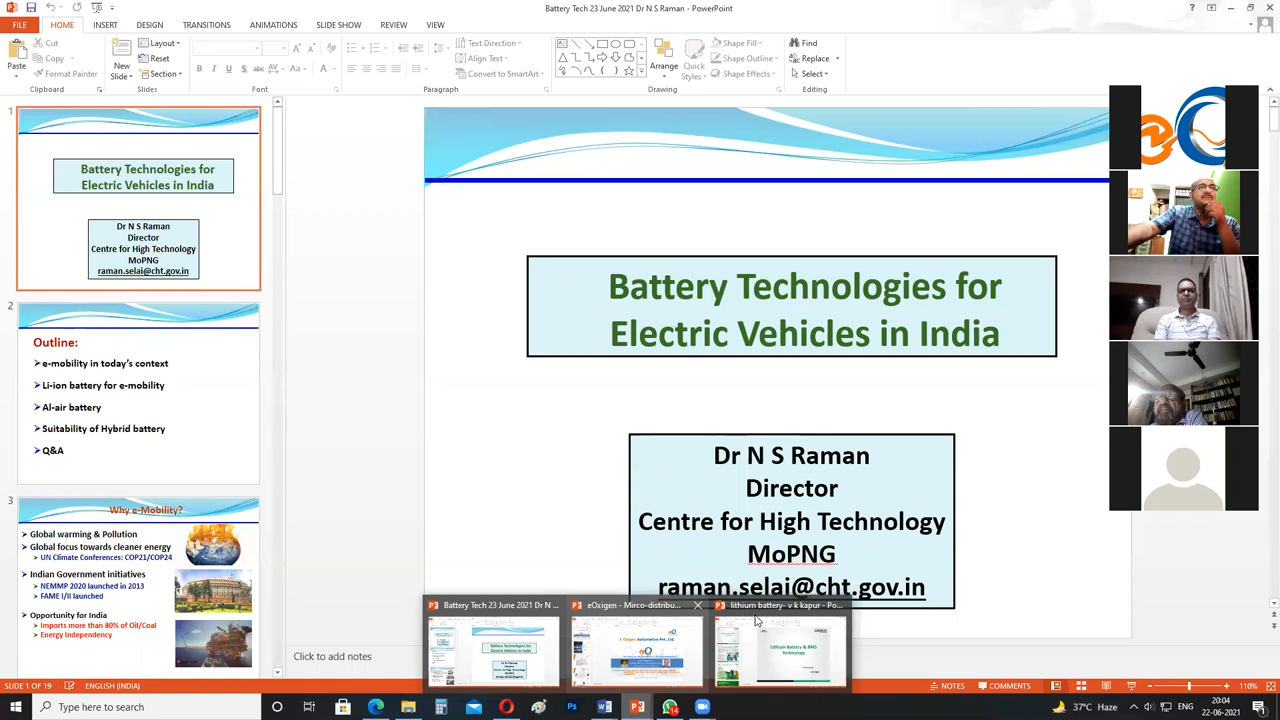 Battery Tech 23 June 2021 Dr N S Raman - PowerPoint
FILE
HOME
INSERT
DESIGN
TRANSITIONS
ANIMATIONS
SLIDE SHOW
REVIEW
VIEW
Paste
Cut
Copy
Format Painter
Clipboard
New
Slide
Layout
Reset
Section
Slides
Font
Text Direction
Align Text
Convert to SmartArt
Paragraph
Arrange
Quick
Styles
Shape Fill
Shape Outline
Shape Effects
Drawing
Find
Replace
Select
Editing
1
Battery Technologies for
Electric Vehicles in India
Dr N S Raman
Director
Centre for High Technology
MoPNG
raman.selai@cht.gov.in
2
Outline:
e-mobility in today's context
Li-ion battery for e-mobility
Al-air battery
Suitability of Hybrid battery
Q&A
3
Why e-Mobility?
Global warming & Pollution
Global focus towards cleaner energy
UN Climate Conferences: COP21/COP24
Indian Government initiatives
NEMMP 2020 launched in 2013
FAME I/II launched
Opportunity for India
Imports more than 80% of Oil/Coal
Energy Independency
Battery Technologies for
Electric Vehicles in India
Dr N S Raman
Director
Centre for High Technology
MoPNG
raman.selai@cht.gov.in
Battery Tech 23 June 2021 Dr N ...
eOxigen - Mirco-distribu...
lithium battery- v k kapur - Po...
Lithium Battery & BMS
Technology
Click to add notes
SLIDE 1 OF 19
ENGLISH (INDIA)
NOTES
COMMENTS
110%
Type here to search
14
37°C Haze
ENG
20:04
22-06-2021